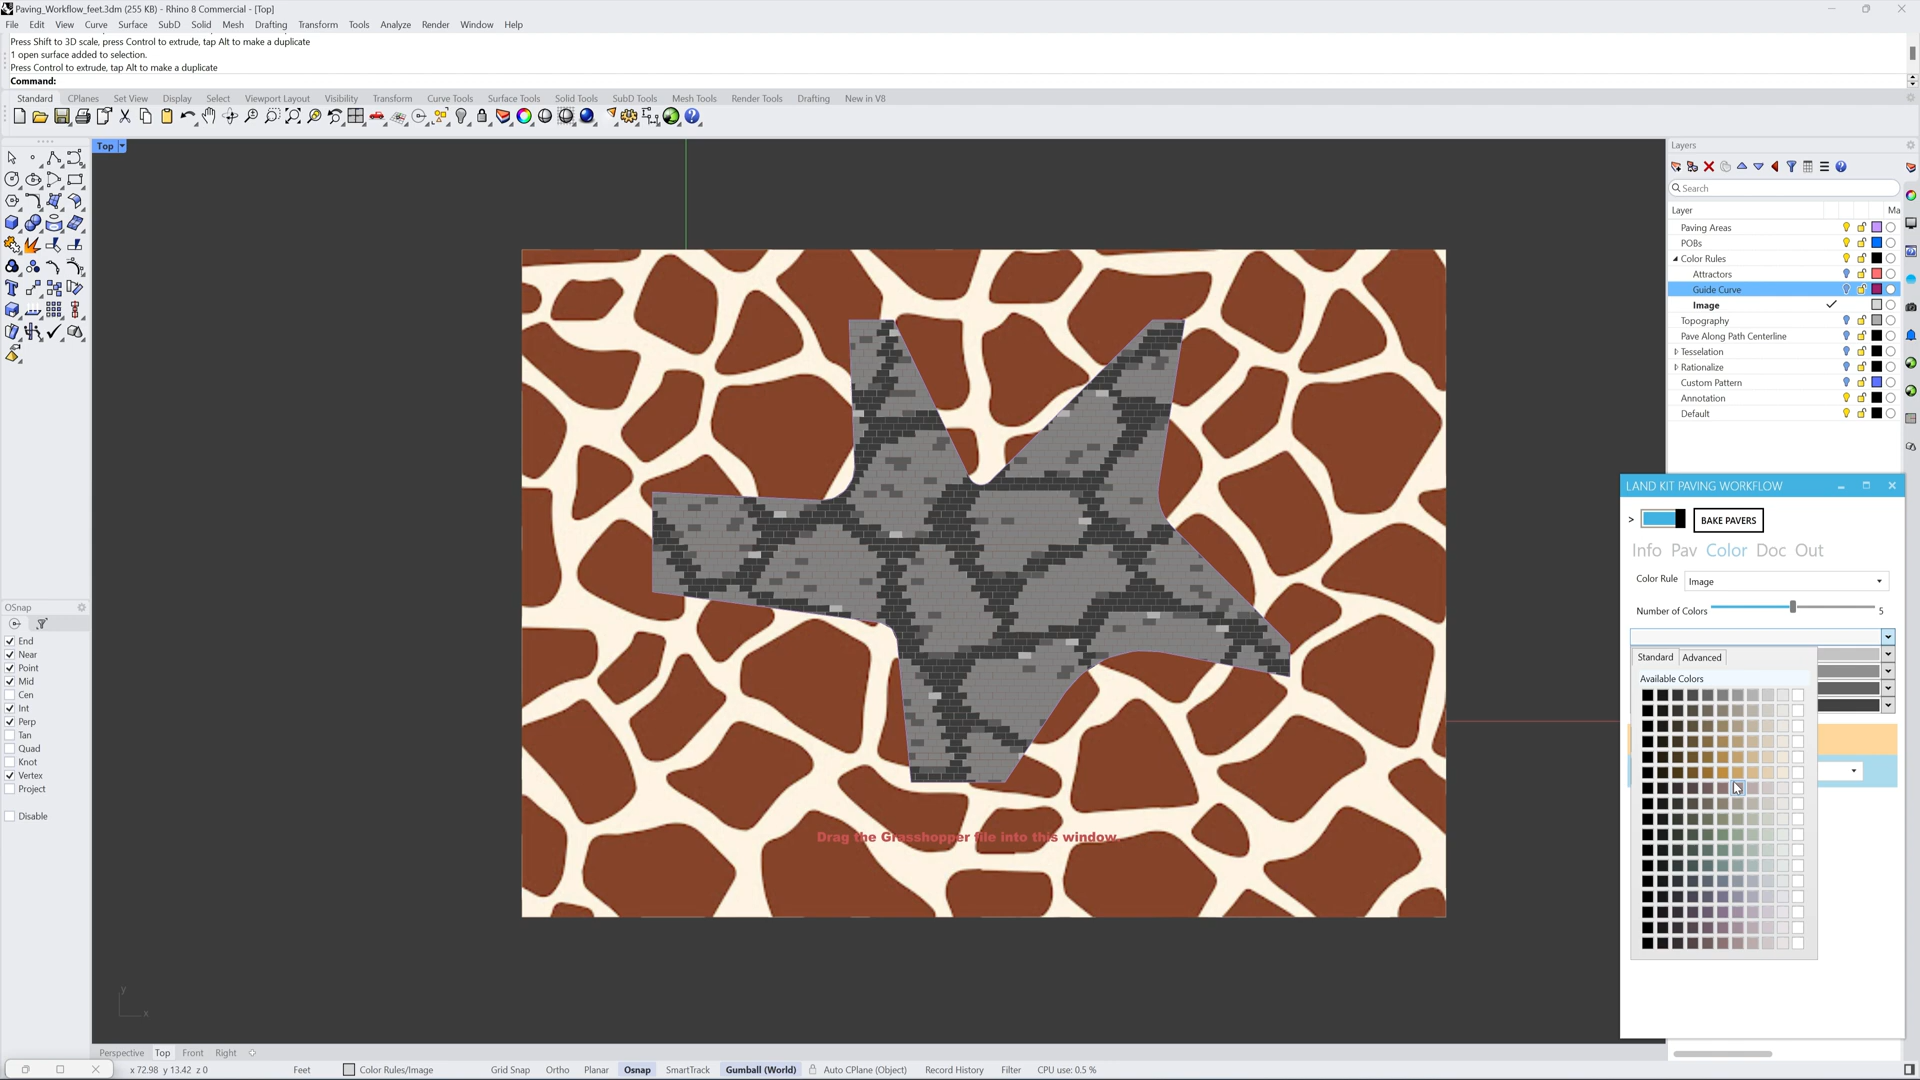 Paving_Workflow_feet.3dm (255 KB) - Rhino 8 Commercial - [Top]
File Edit View Curve Surface SubD Solid Mesh Drafting Transform Tools Analyze Render Window Help
Press Shift to 3D scale, press Control to extrude, tap Alt to make a duplicate
1 open surface added to selection.
Press Control to extrude, tap Alt to make a duplicate
Command:
Standard CPlanes Set View Display Select Viewport Layout Visibility Transform Curve Tools Surface Tools Solid Tools SubD Tools Mesh Tools Render Tools Drafting New in V8
Top
Layers
Search
Layer Ma
Paving Areas
POBs
Color Rules
Attractors
Guide Curve
Image
Topography
Pave Along Path Centerline
Tesselation
Rationalize
Custom Pattern
Annotation
Default
LAND KIT PAVING WORKFLOW
> BAKE PAVERS
Info Pav Color Doc Out
Color Rule Image
Number of Colors 5
Standard Advanced
Available Colors
OSnap
End
Near
Point
Mid
Cen
Int
Perp
Tan
Quad
Knot
Vertex
Project
Disable
Drag the Grasshopper file into this window.
y
x
Perspective Top Front Right
x 72.98 y 13.42 z 0 Feet Color Rules/Image Grid Snap Ortho Planar Osnap SmartTrack Gumball (World) Auto CPlane (Object) Record History Filter CPU use: 0.5 %